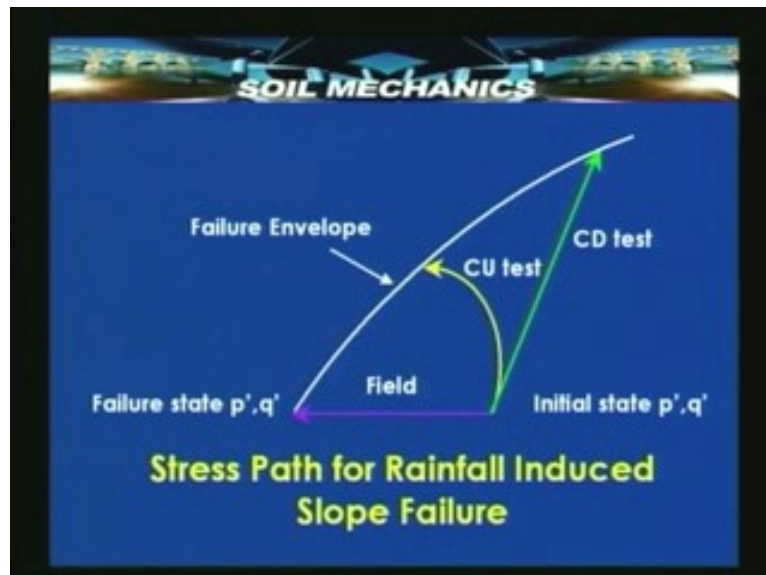 SOIL MECHANICS
Failure Envelope
CD test
CU test
Field
Failure state p',q'
Initial state p',q'
Stress Path for Rainfall Induced
Slope Failure